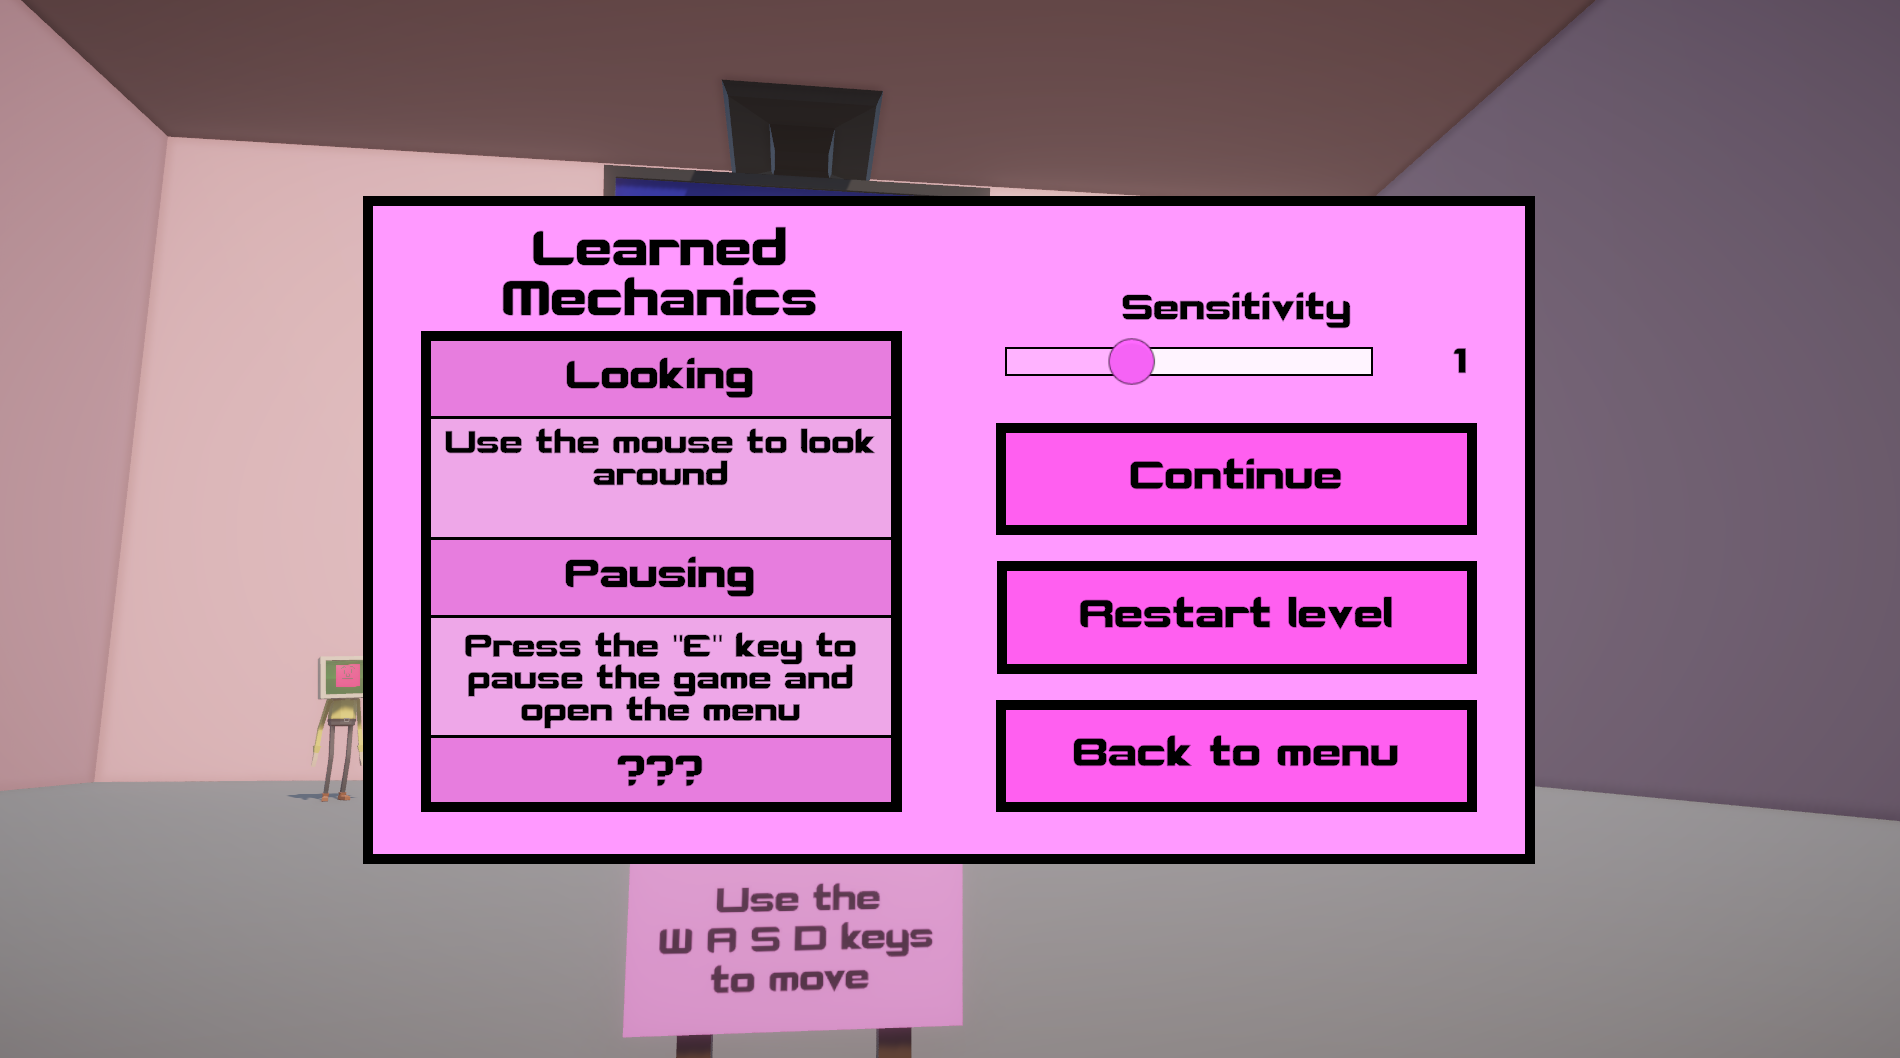 Learned
Mechanics
Looking
Use the mouse to look
around
Pausing
Press the "E" key to
pause the game and
open the menu
???
Sensitivity
1
Continue
Restart level
Back to menu
Use the
W A S D keys
to move